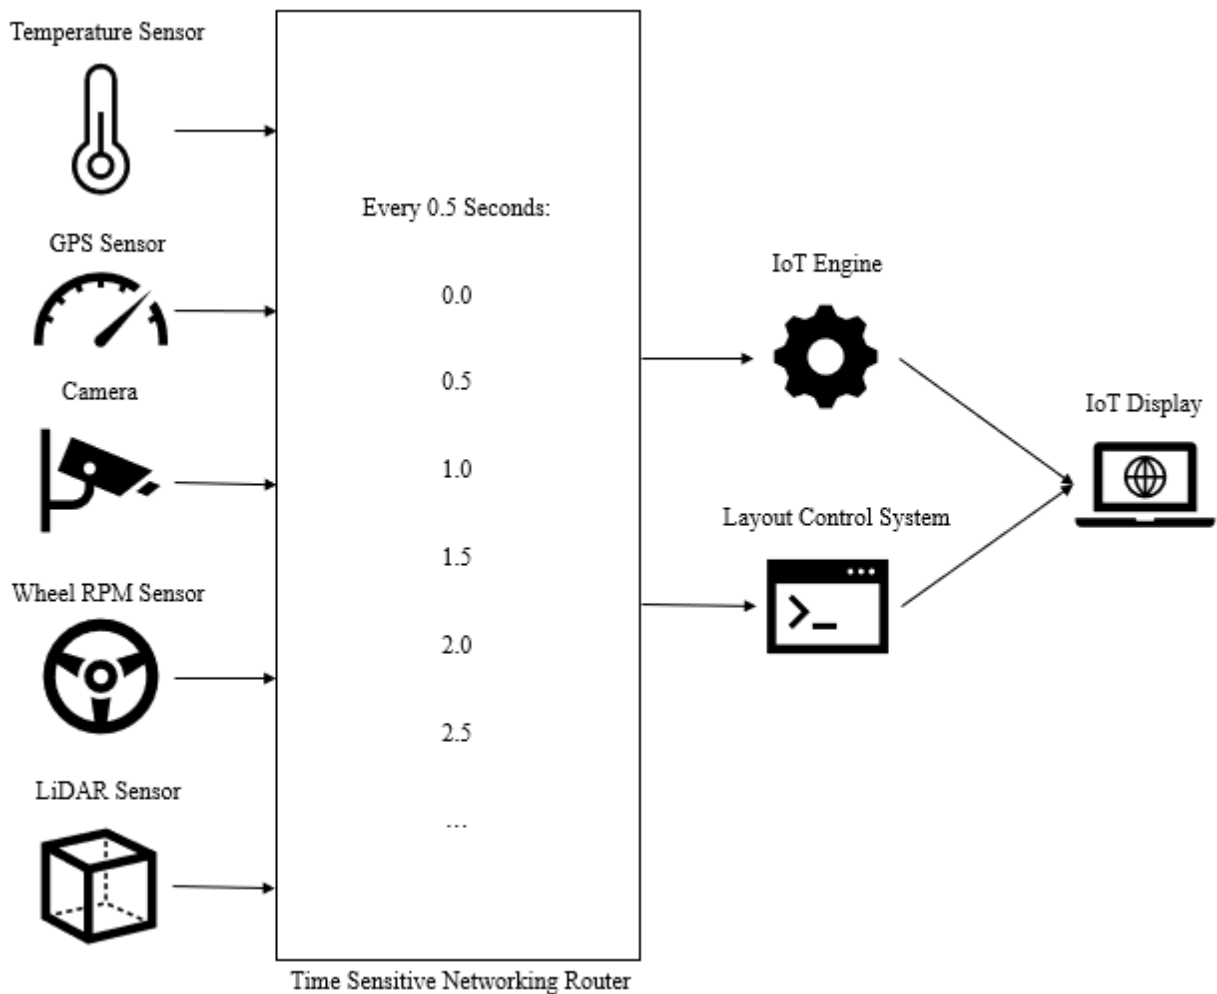 Temperature Sensor
GPS Sensor
Camera
Wheel RPM Sensor
LiDAR Sensor
Every 0.5 Seconds:
0.0
0.5
1.0
1.5
2.0
2.5
...
Time Sensitive Networking Router
IoT Engine
Layout Control System
>_
IoT Display